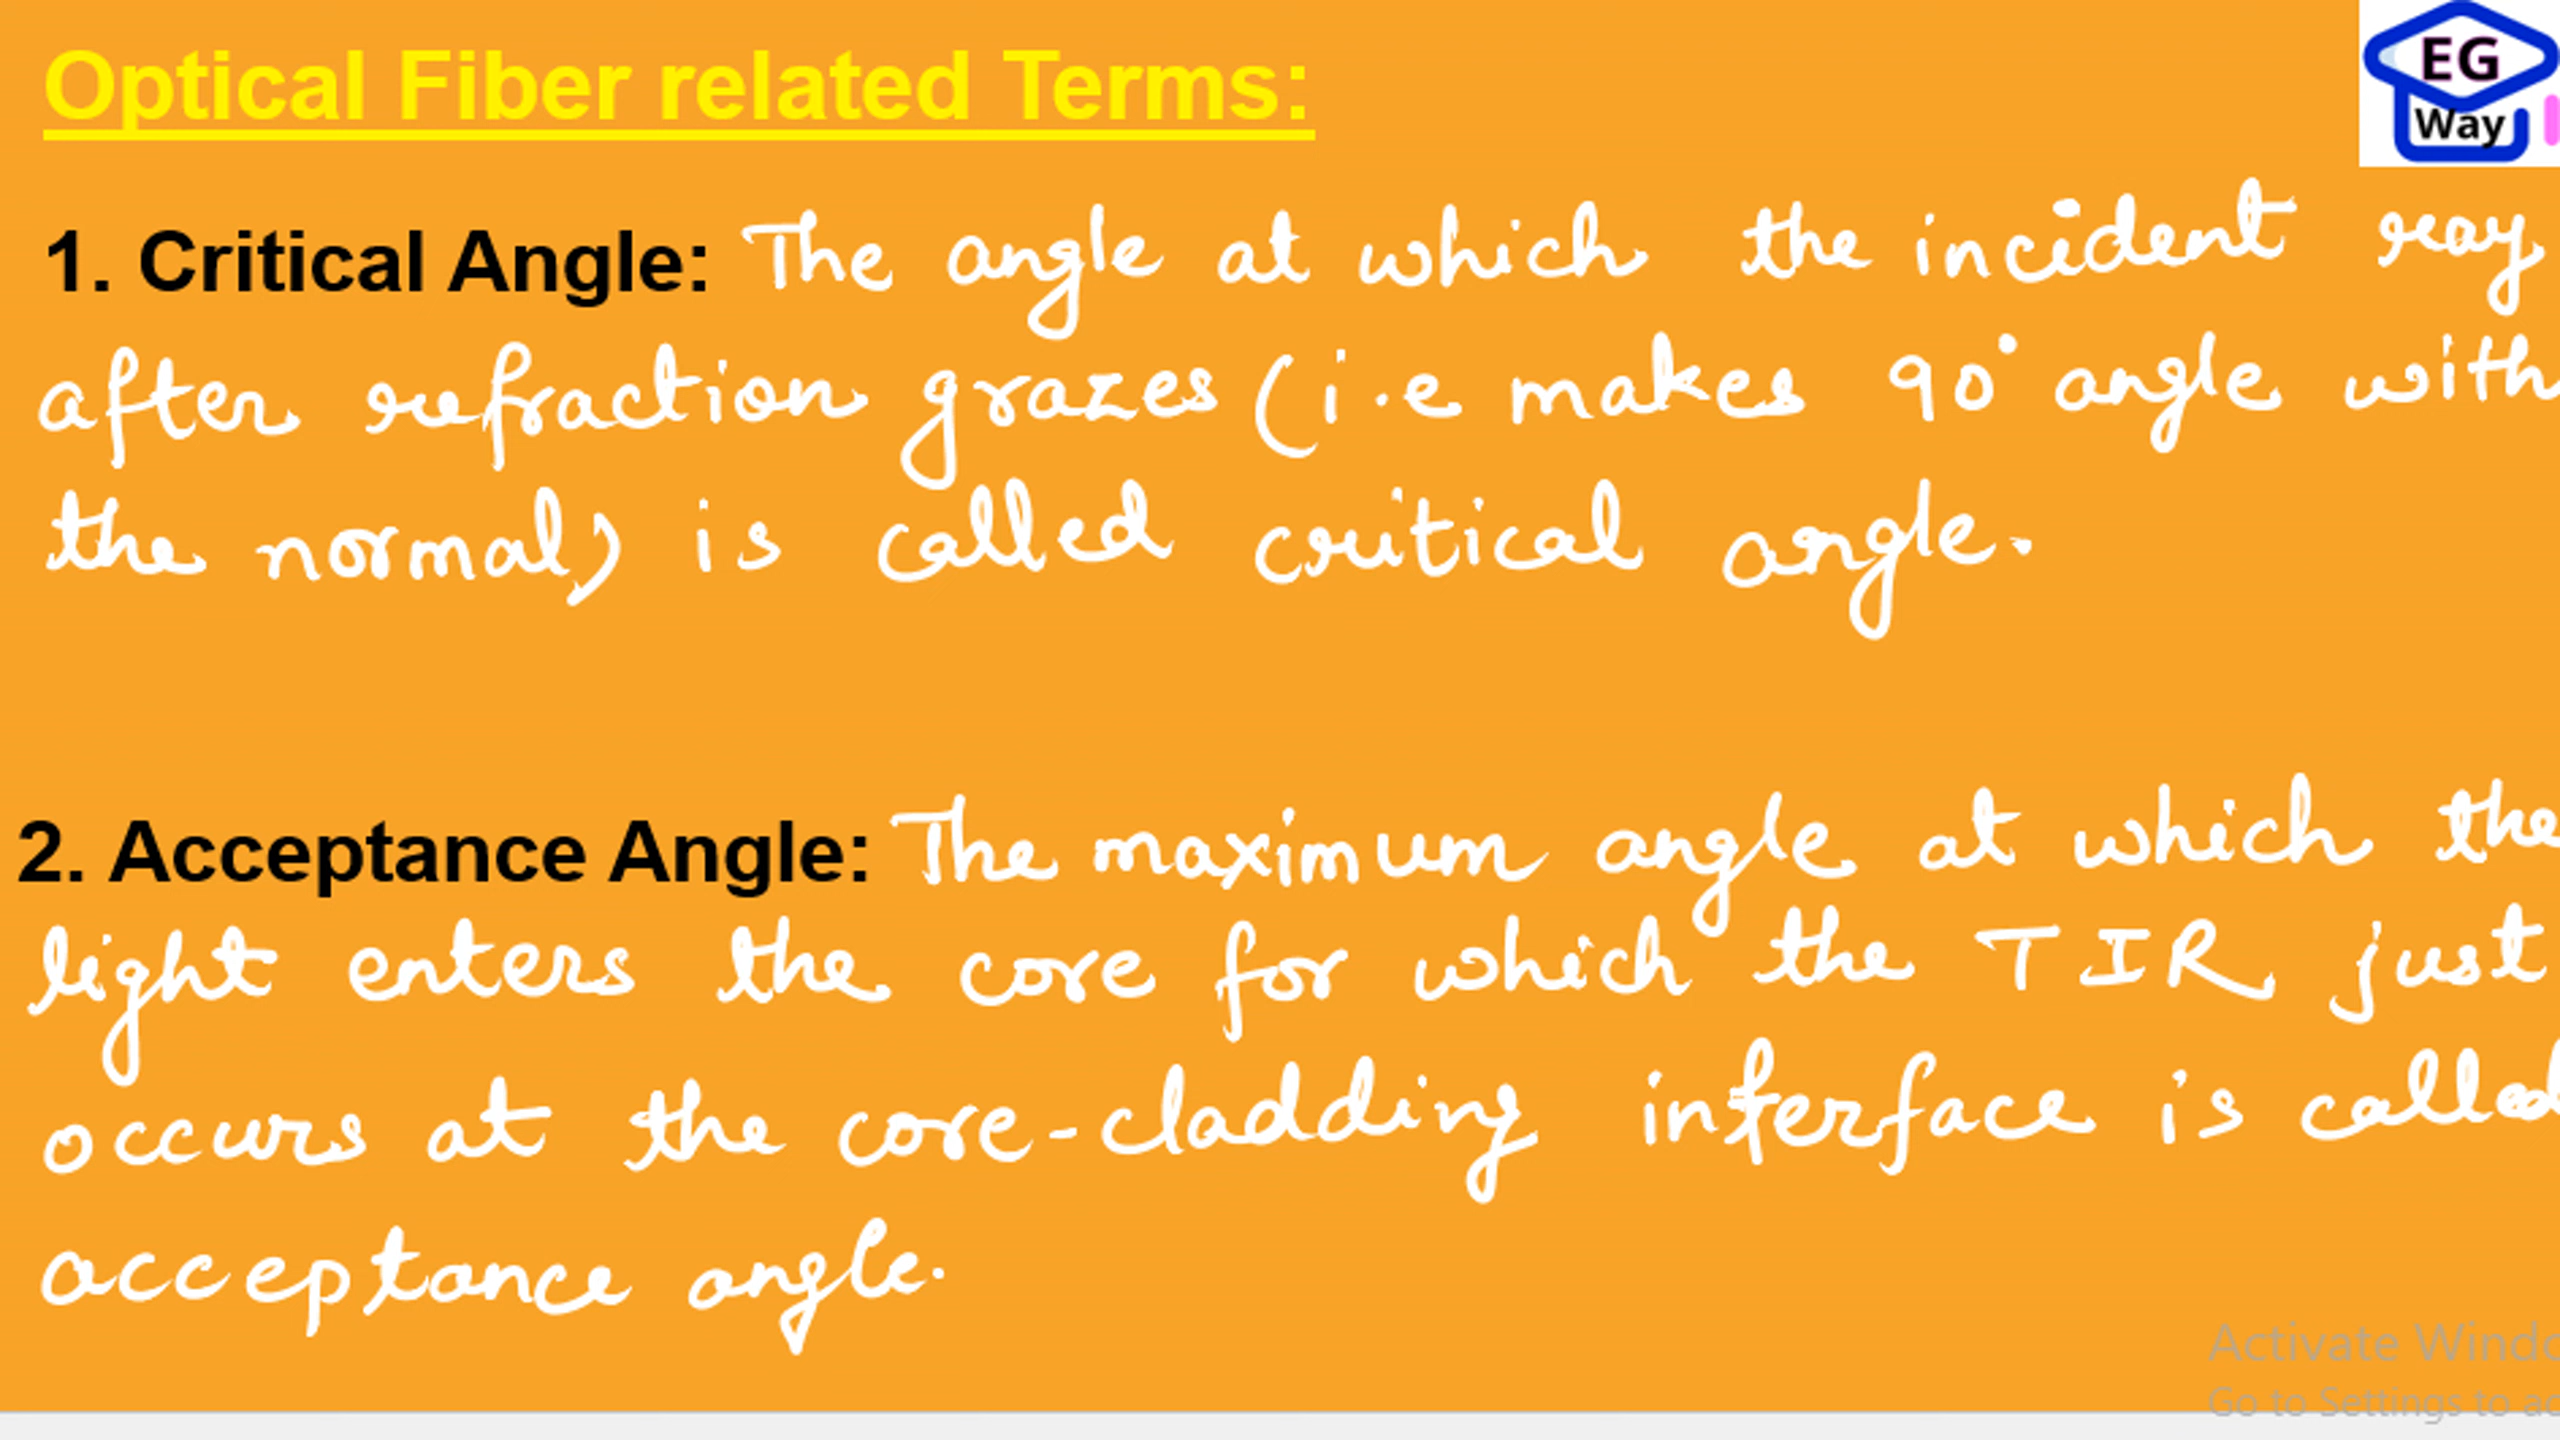 Optical Fiber related Terms:
EG
Way
1. Critical Angle: The angle at which the incident ray
after refraction grazes (i.e makes 90° angle with
the normal) is called critical angle.
2. Acceptance Angle: The maximum angle at which the
light enters the core for which the TIR just
occurs at the core-cladding interface is called
acceptance angle.
Activate Windo
Go to Settings to ac